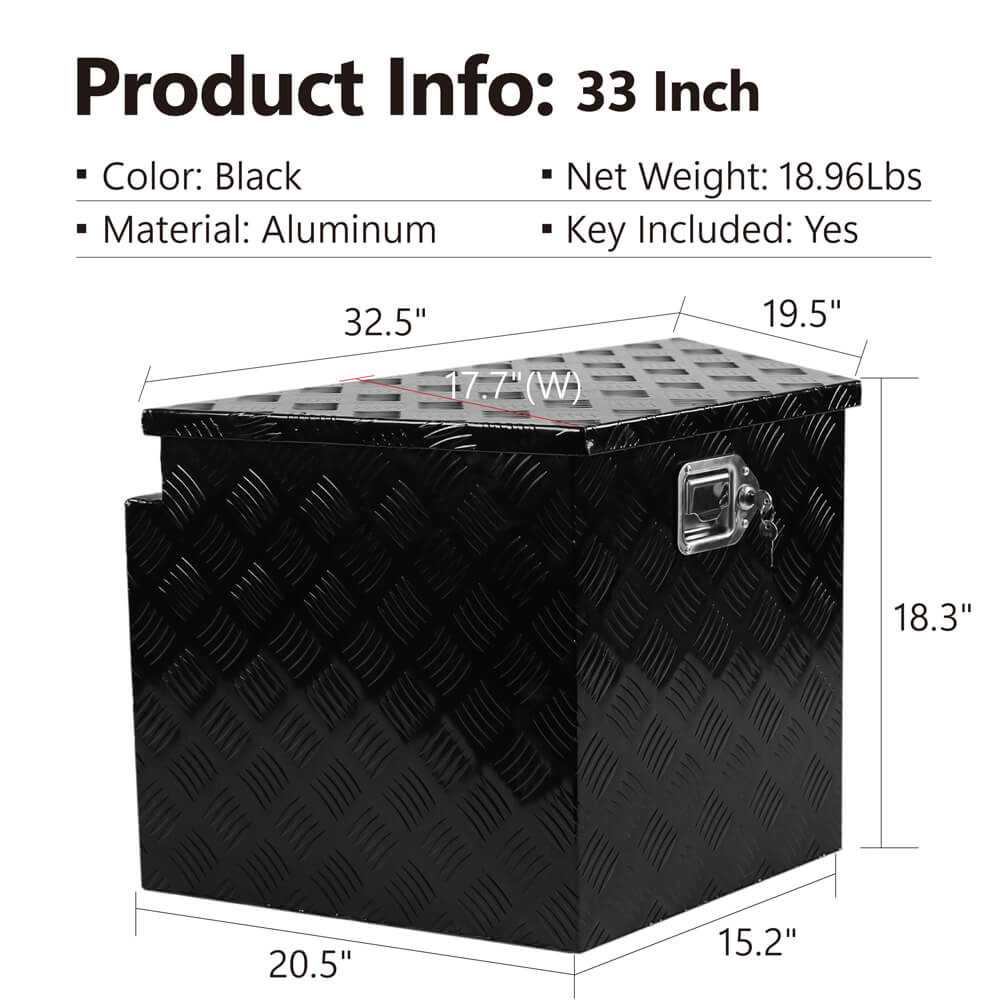 Product Info: 33 Inch
▪ Color: Black
▪ Net Weight: 18.96Lbs
▪ Material: Aluminum
▪ Key Included: Yes
32.5"
19.5"
17.7"(W)
18.3"
20.5"
15.2"